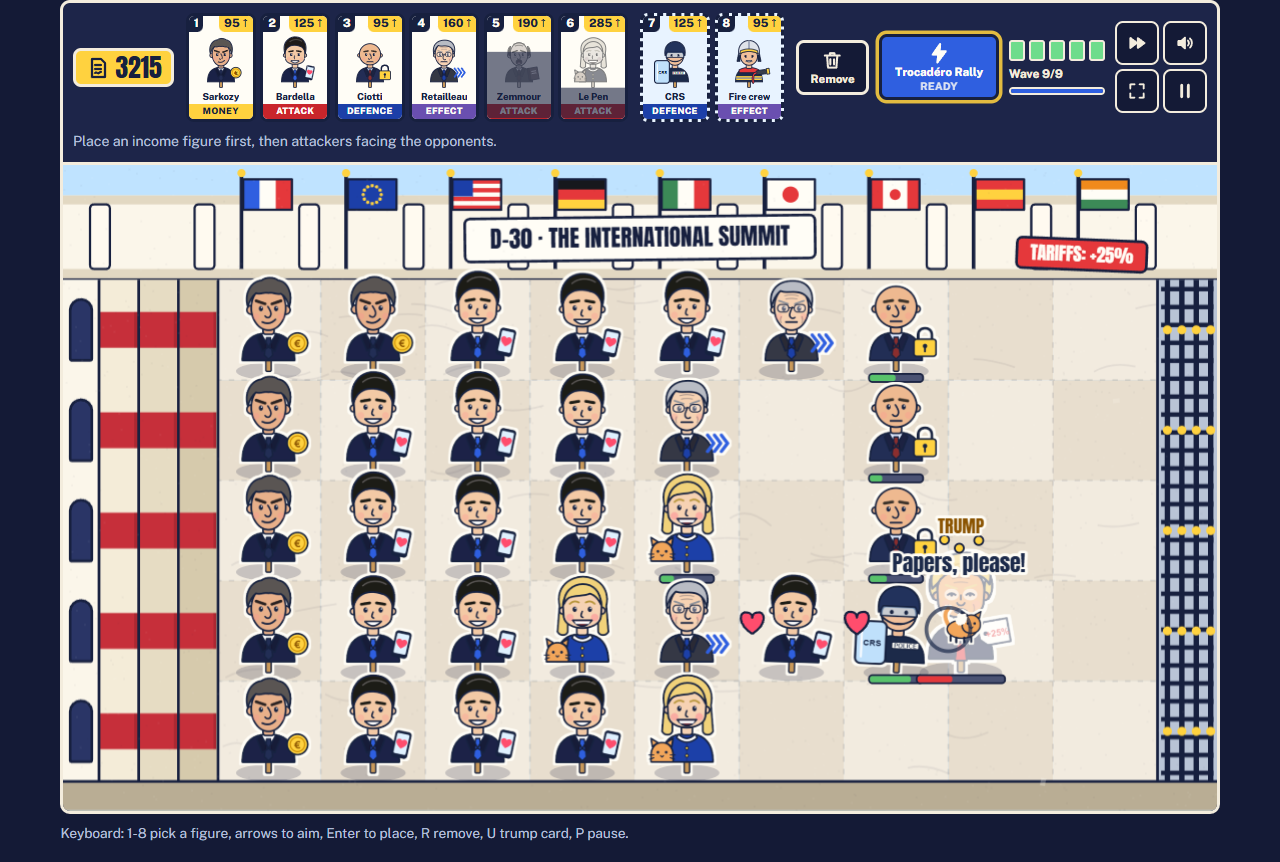 3215
1 95↑
Sarkozy
MONEY
2 125↑
Bardella
ATTACK
3 95↑
Ciotti
DEFENCE
4 160↑
Retailleau
EFFECT
5 190↑
Zemmour
ATTACK
6 285↑
Le Pen
ATTACK
7 125↑
CRS
CRS
DEFENCE
8 95↑
Fire crew
EFFECT
Remove
Trocadéro Rally
READY
Wave 9/9
Place an income figure first, then attackers facing the opponents.
D-30 · THE INTERNATIONAL SUMMIT
TARIFFS: +25%
TRUMP
Papers, please!
CRS
POLICE
+25%
Keyboard: 1-8 pick a figure, arrows to aim, Enter to place, R remove, U trump card, P pause.